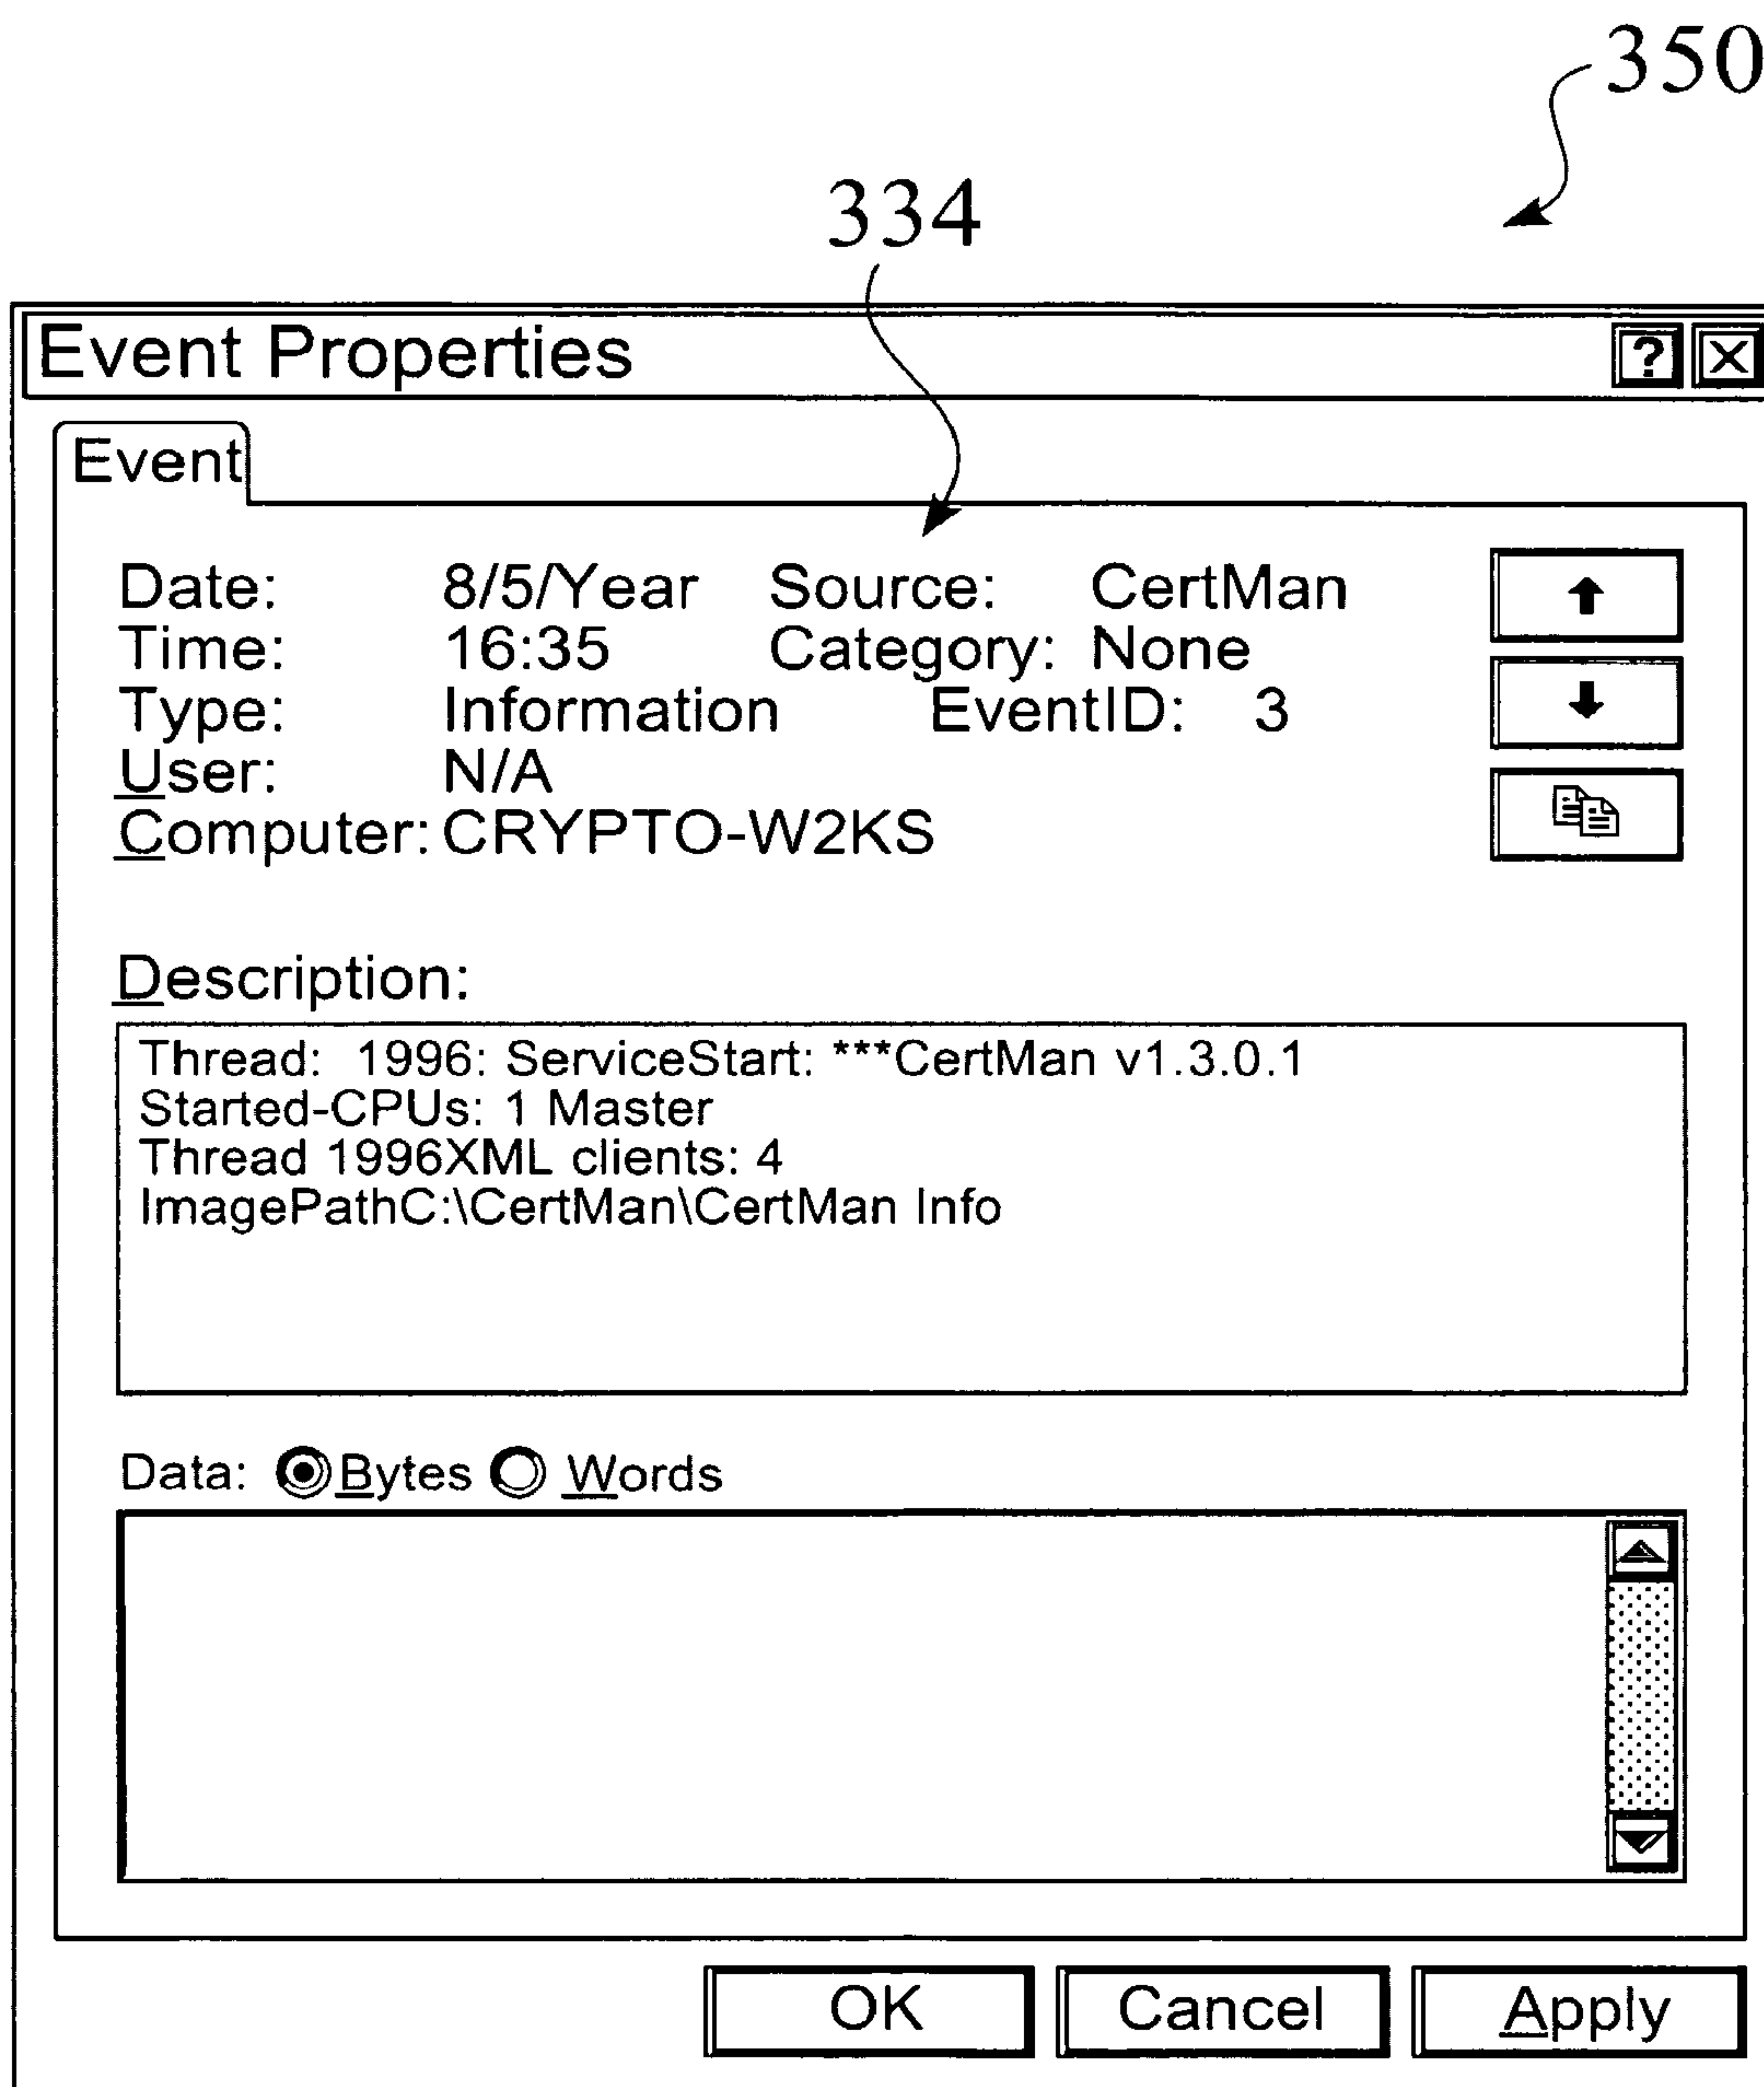 350
334
Event Properties
Event
Date: 8/5/Year Source: CertMan
Time: 16:35 Category: None
Type: Information EventID: 3
User: N/A
Computer: CRYPTO-W2KS
Description:
Thread: 1996: ServiceStart: ***CertMan v1.3.0.1
Started-CPUs: 1 Master
Thread 1996XML clients: 4
ImagePathC:\CertMan\CertMan Info
Data: Bytes Words
OK Cancel Apply